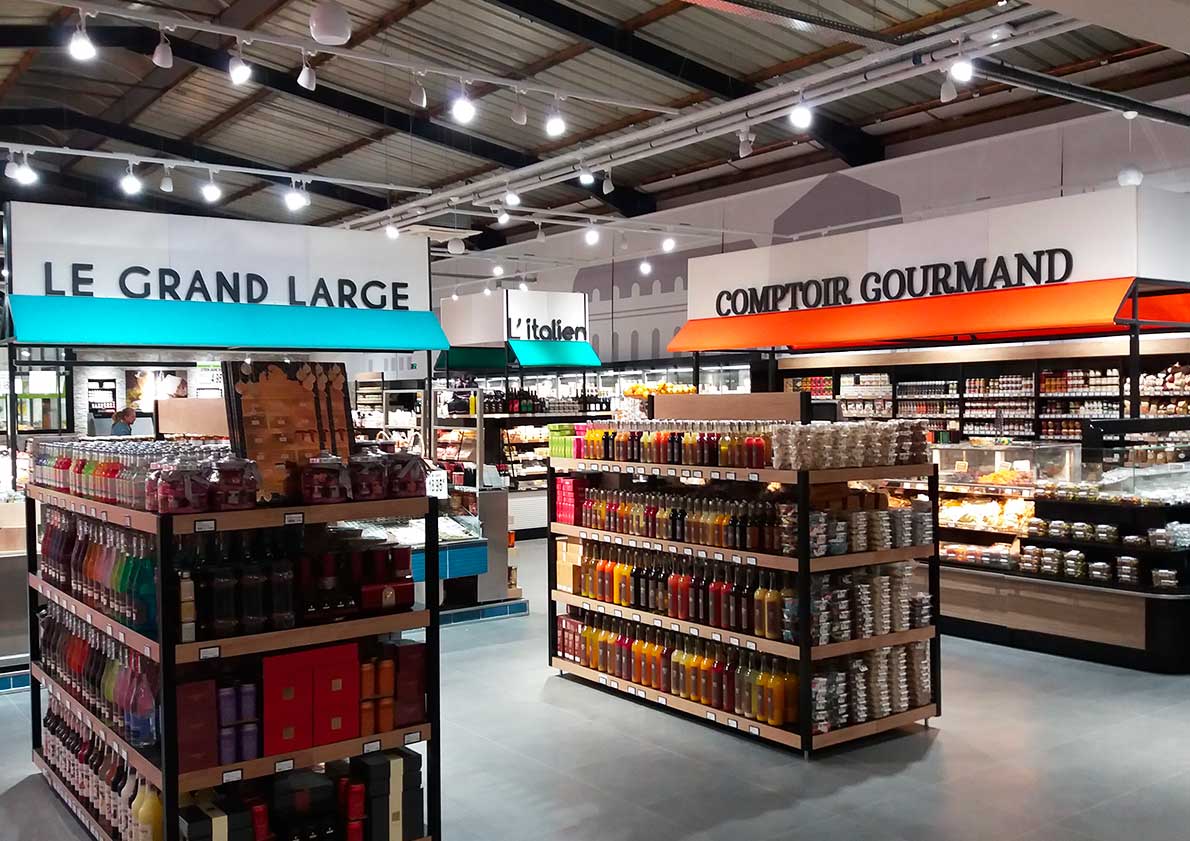 LE GRAND LARGE
L'italien
COMPTOIR GOURMAND